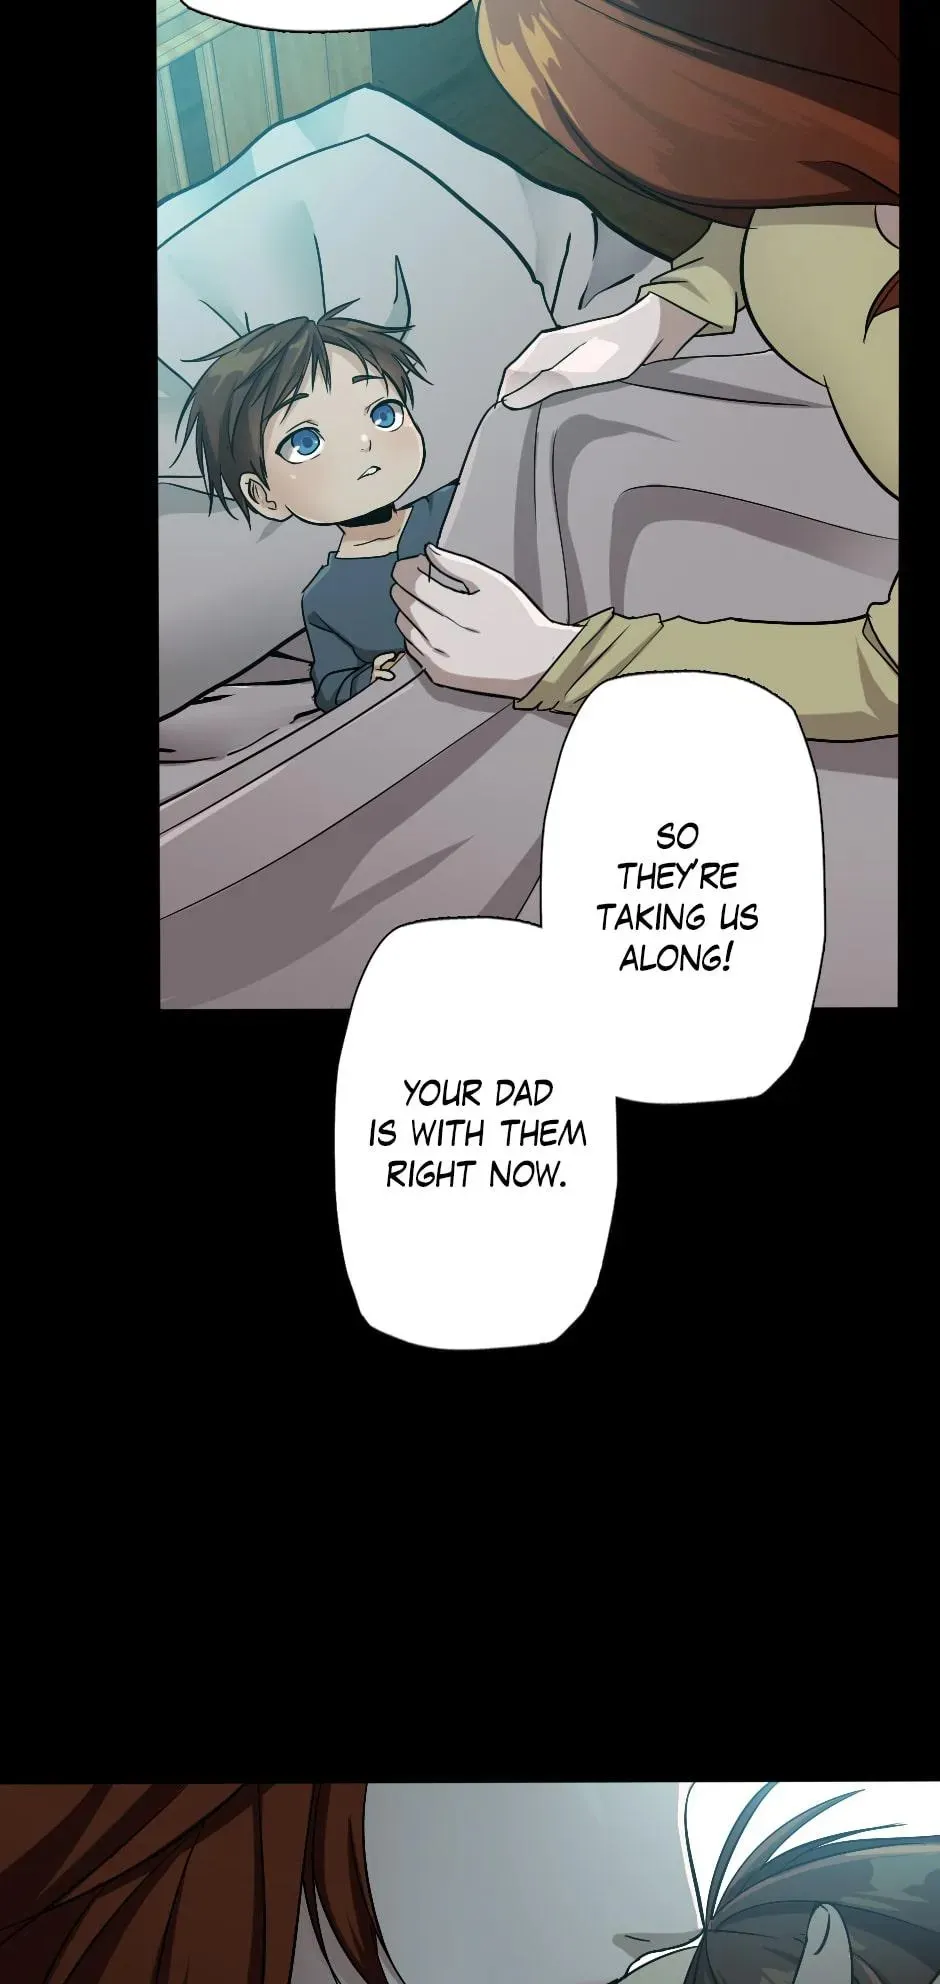 SO
THEY'RE
TAKING US
ALONG!
YOUR DAD
IS WITH THEM
RIGHT NOW.